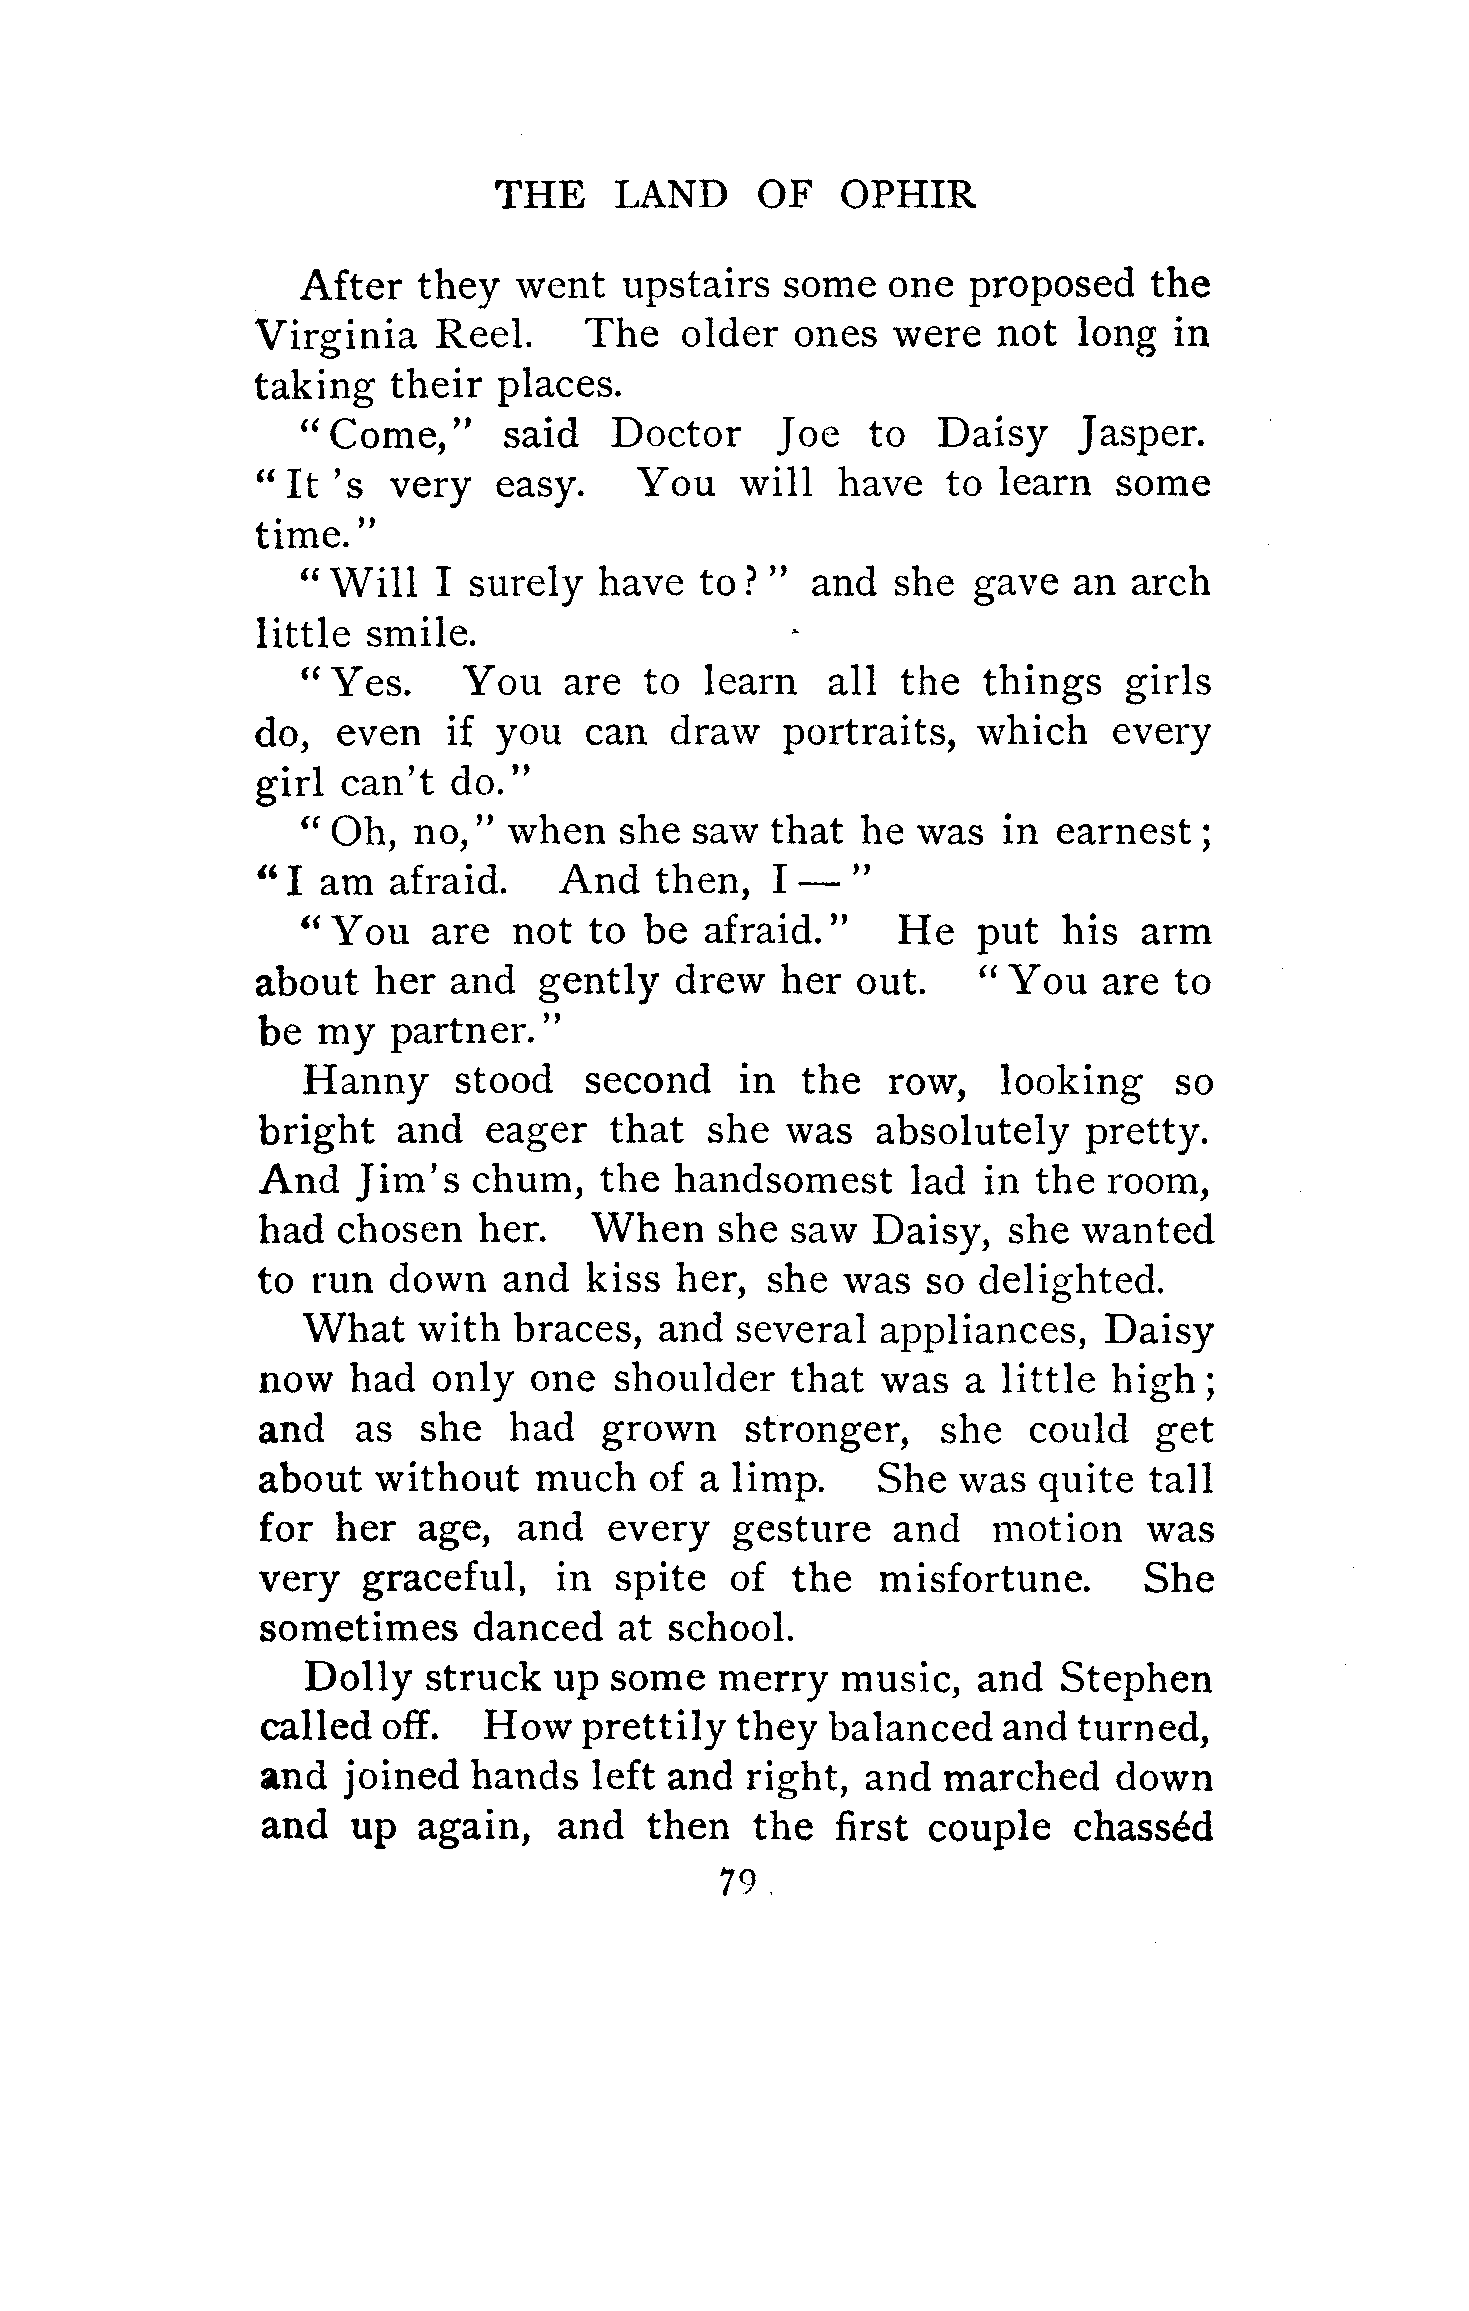 THE LAND OF OPHIR
After they went upstairs some one proposed the
Virginia Reel. The older ones were not long in
taking their places.
"Come," said Doctor Joe to Daisy Jasper.
"It 's very easy. You will have to learn some
time."
"Will I surely have to?" and she gave an arch
little smile.
"Yes. You are to learn all the things girls
do, even if you can draw portraits, which every
girl can't do."
"Oh, no," when she saw that he was in earnest;
"I am afraid. And then, I—"
"You are not to be afraid." He put his arm
about her and gently drew her out. "You are to
be my partner."
Hanny stood second in the row, looking so
bright and eager that she was absolutely pretty.
And Jim's chum, the handsomest lad in the room,
had chosen her. When she saw Daisy, she wanted
to run down and kiss her, she was so delighted.
What with braces, and several appliances, Daisy
now had only one shoulder that was a little high;
and as she had grown stronger, she could get
about without much of a limp. She was quite tall
for her age, and every gesture and motion was
very graceful, in spite of the misfortune. She
sometimes danced at school.
Dolly struck up some merry music, and Stephen
called off. How prettily they balanced and turned,
and joined hands left and right, and marched down
and up again, and then the first couple chasséd
79